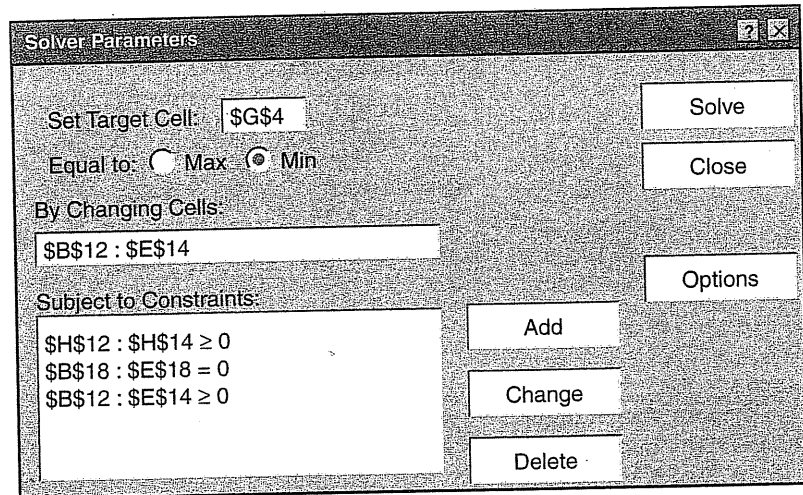 Solver Parameters ? X
Set Target Cell: $G$4
Equal to: Max Min
By Changing Cells:
$B$12 : $E$14
Subject to Constraints:
$H$12 : $H$14 ≥ 0
$B$18 : $E$18 = 0
$B$12 : $E$14 ≥ 0
Solve
Close
Options
Add
Change
Delete